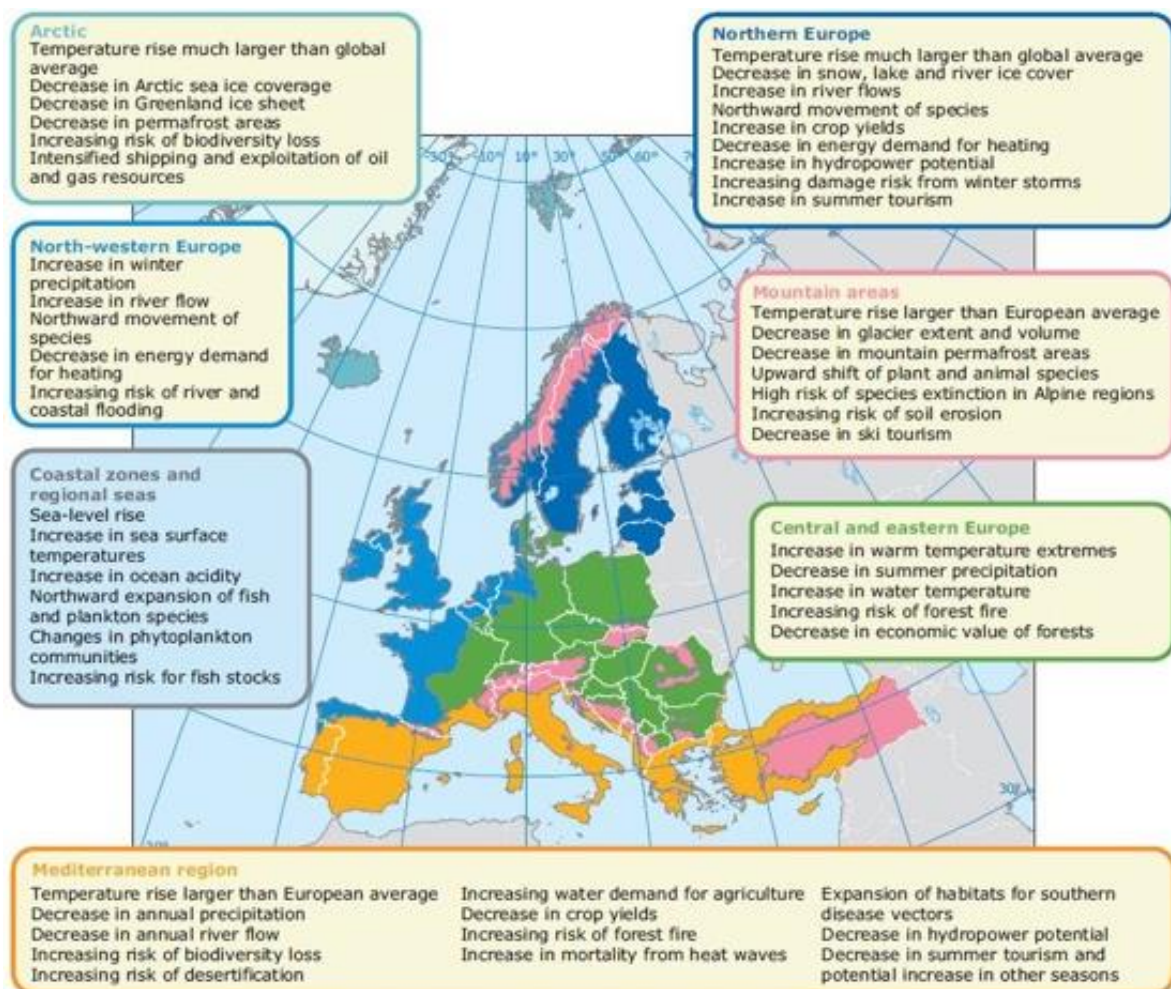 Arctic
Temperature rise much larger than global
average
Decrease in Arctic sea ice coverage
Decrease in Greenland ice sheet
Decrease in permafrost areas
Increasing risk of biodiversity loss
Intensified shipping and exploitation of oil
and gas resources
Northern Europe
Temperature rise much larger than global average
Decrease in snow, lake and river ice cover
Increase in river flows
Northward movement of species
Increase in crop yields
Decrease in energy demand for heating
Increase in hydropower potential
Increasing damage risk from winter storms
Increase in summer tourism
-10° 10° 30° 50° 60°
North-western Europe
Increase in winter
precipitation
Increase in river flow
Northward movement of
species
Decrease in energy demand
for heating
Increasing risk of river and
coastal flooding
Mountain areas
Temperature rise larger than European average
Decrease in glacier extent and volume
Decrease in mountain permafrost areas
Upward shift of plant and animal species
High risk of species extinction in Alpine regions
Increasing risk of soil erosion
Decrease in ski tourism
Coastal zones and
regional seas
Sea-level rise
Increase in sea surface
temperatures
Increase in ocean acidity
Northward expansion of fish
and plankton species
Changes in phytoplankton
communities
Increasing risk for fish stocks
Central and eastern Europe
Increase in warm temperature extremes
Decrease in summer precipitation
Increase in water temperature
Increasing risk of forest fire
Decrease in economic value of forests
Mediterranean region
Temperature rise larger than European average
Decrease in annual precipitation
Decrease in annual river flow
Increasing risk of biodiversity loss
Increasing risk of desertification
Increasing water demand for agriculture
Decrease in crop yields
Increasing risk of forest fire
Increase in mortality from heat waves
Expansion of habitats for southern
disease vectors
Decrease in hydropower potential
Decrease in summer tourism and
potential increase in other seasons